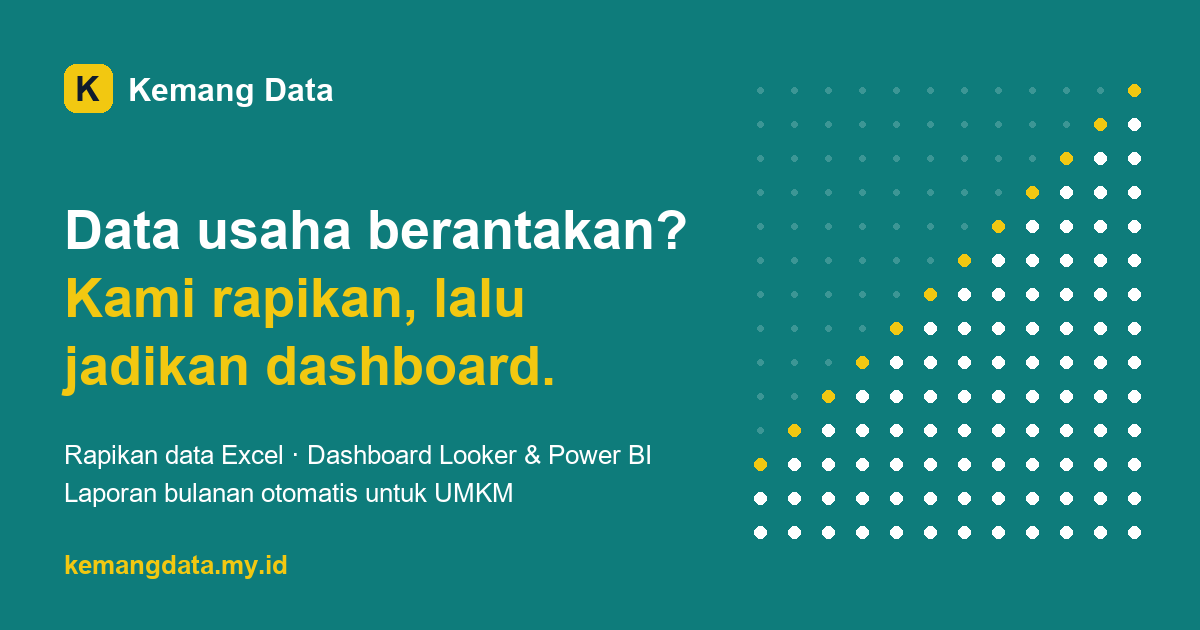 K
Kemang Data
Data usaha berantakan?
Kami rapikan, lalu
jadikan dashboard.
Rapikan data Excel · Dashboard Looker & Power BI
Laporan bulanan otomatis untuk UMKM
kemangdata.my.id